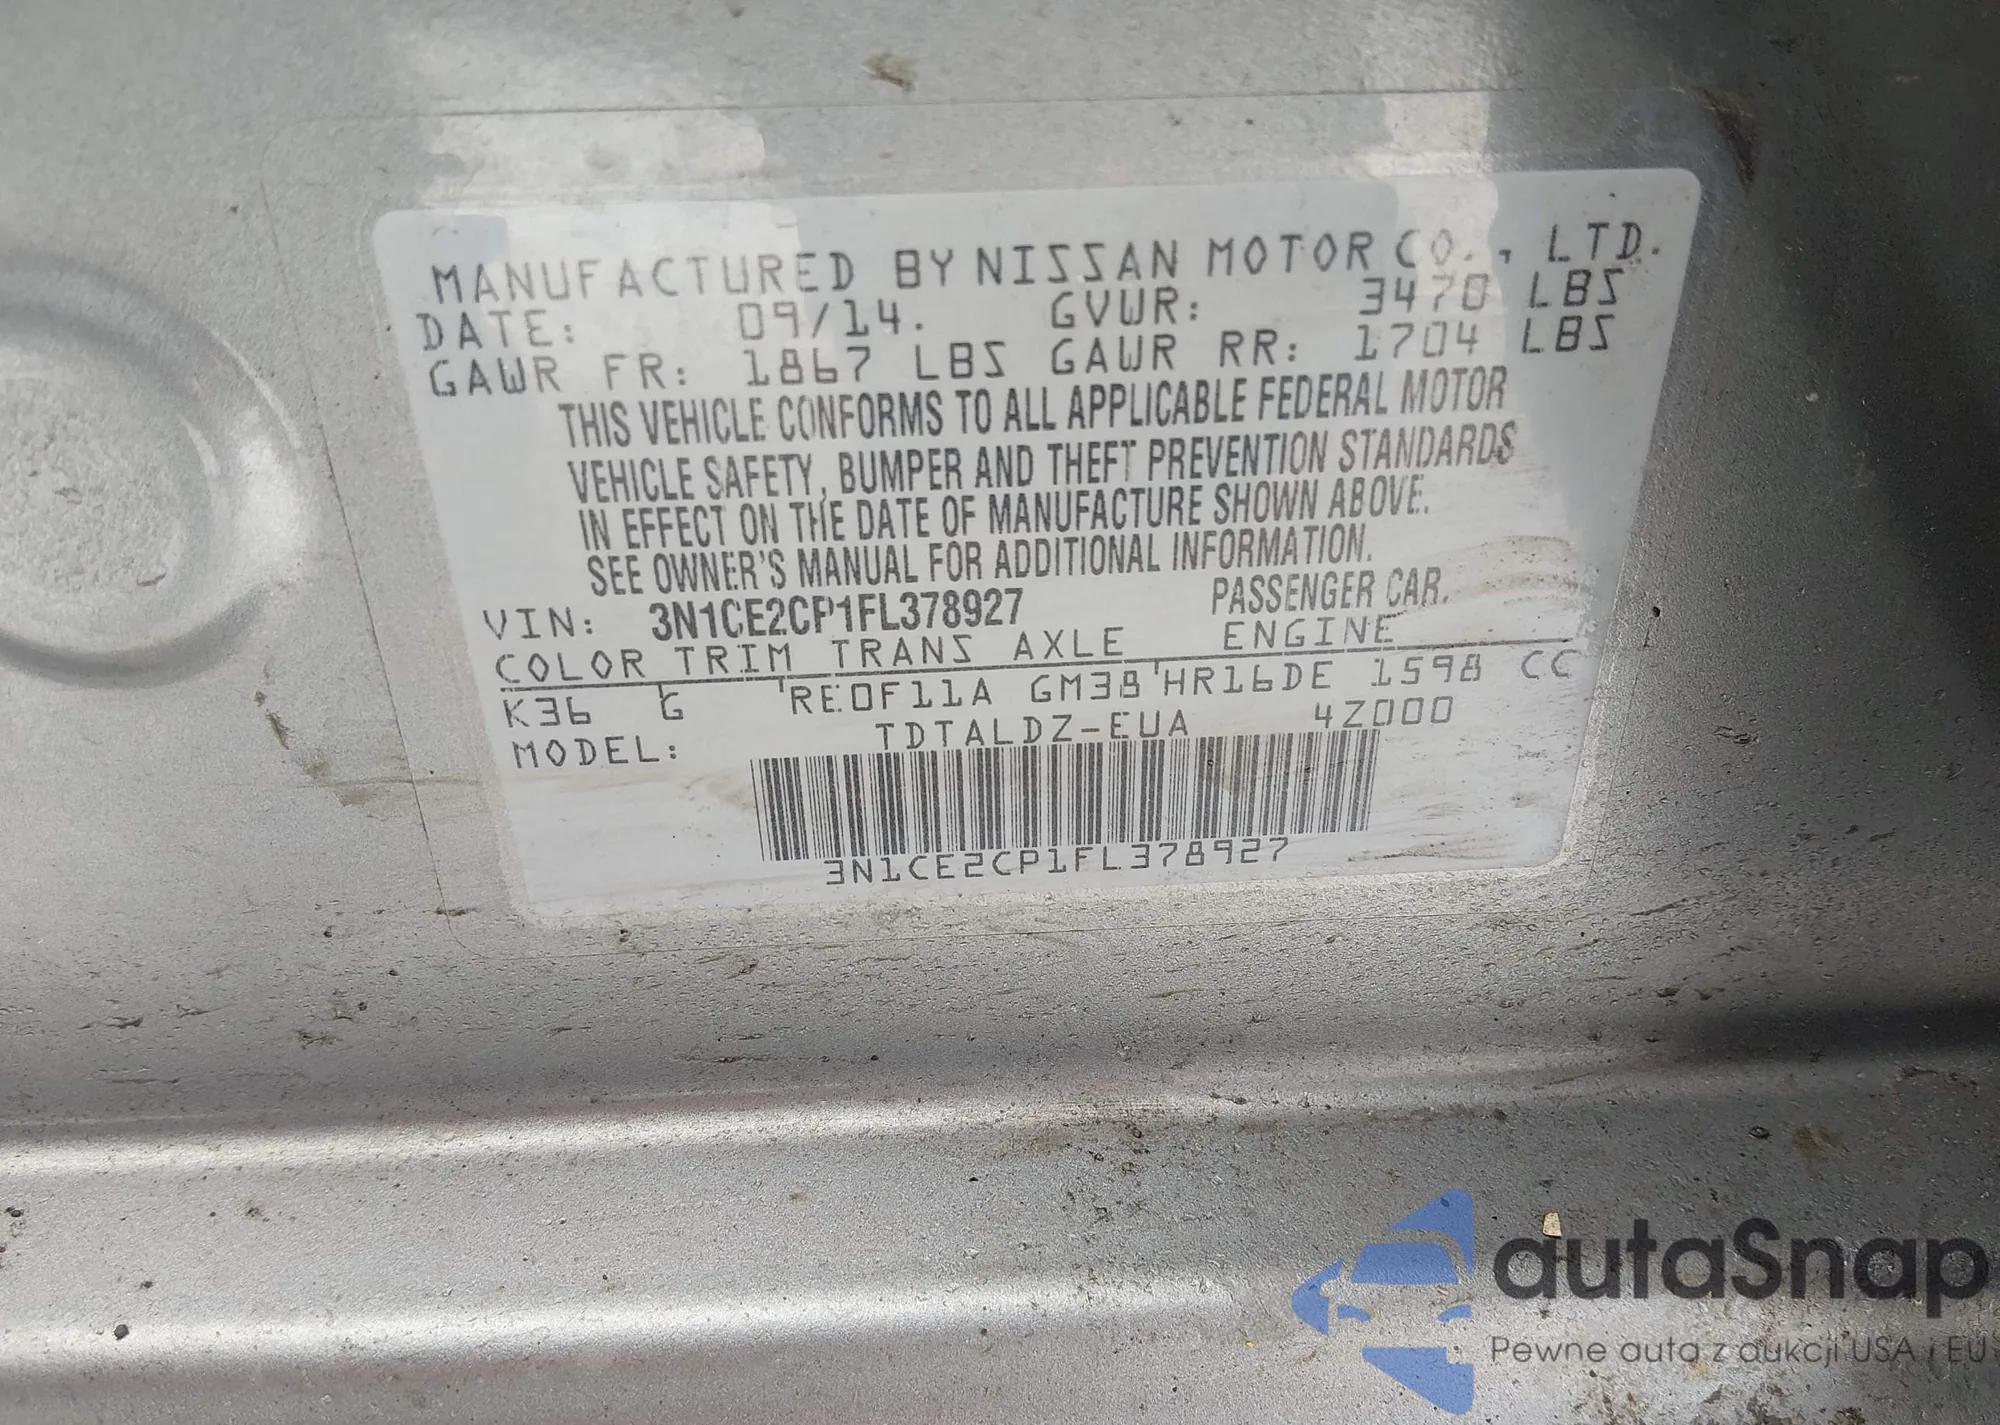 MANUFACTURED BY NISSAN MOTOR CO., LTD.
DATE: 09/14. GVWR: 3470 LBS
GAWR FR: 1867 LBS GAWR RR: 1704 LBS
THIS VEHICLE CONFORMS TO ALL APPLICABLE FEDERAL MOTOR
VEHICLE SAFETY, BUMPER AND THEFT PREVENTION STANDARDS
IN EFFECT ON THE DATE OF MANUFACTURE SHOWN ABOVE.
SEE OWNER'S MANUAL FOR ADDITIONAL INFORMATION.
VIN: 3N1CE2CP1FL378927 PASSENGER CAR.
COLOR TRIM TRANS AXLE ENGINE
K36 G RE0F11A GM38 HR16DE 1598 CC
MODEL: TDTALDZ-EUA 4Z000
3N1CE2CP1FL378927
autaSnap
Pewne auta z aukcji USA i EU